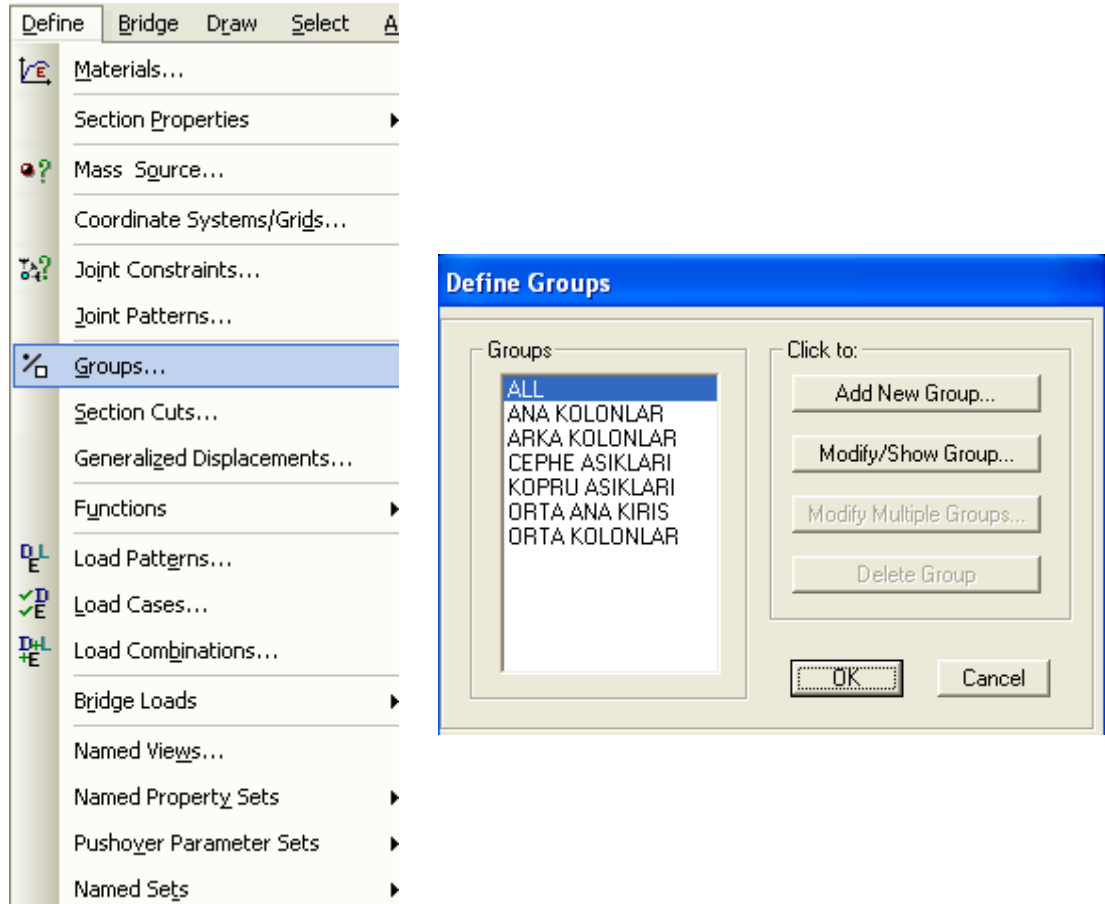 Define Bridge Draw Select A
Materials...
Section Properties
Mass Source...
Coordinate Systems/Grids...
Joint Constraints...
Joint Patterns...
Groups...
Section Cuts...
Generalized Displacements...
Functions
Load Patterns...
Load Cases...
Load Combinations...
Bridge Loads
Named Views...
Named Property Sets
Pushover Parameter Sets
Named Sets
Define Groups
Groups
ALL
ANA KOLONLAR
ARKA KOLONLAR
CEPHE ASIKLARI
KOPRU ASIKLARI
ORTA ANA KIRIS
ORTA KOLONLAR
Click to:
Add New Group...
Modify/Show Group...
Modify Multiple Groups...
Delete Group
OK Cancel